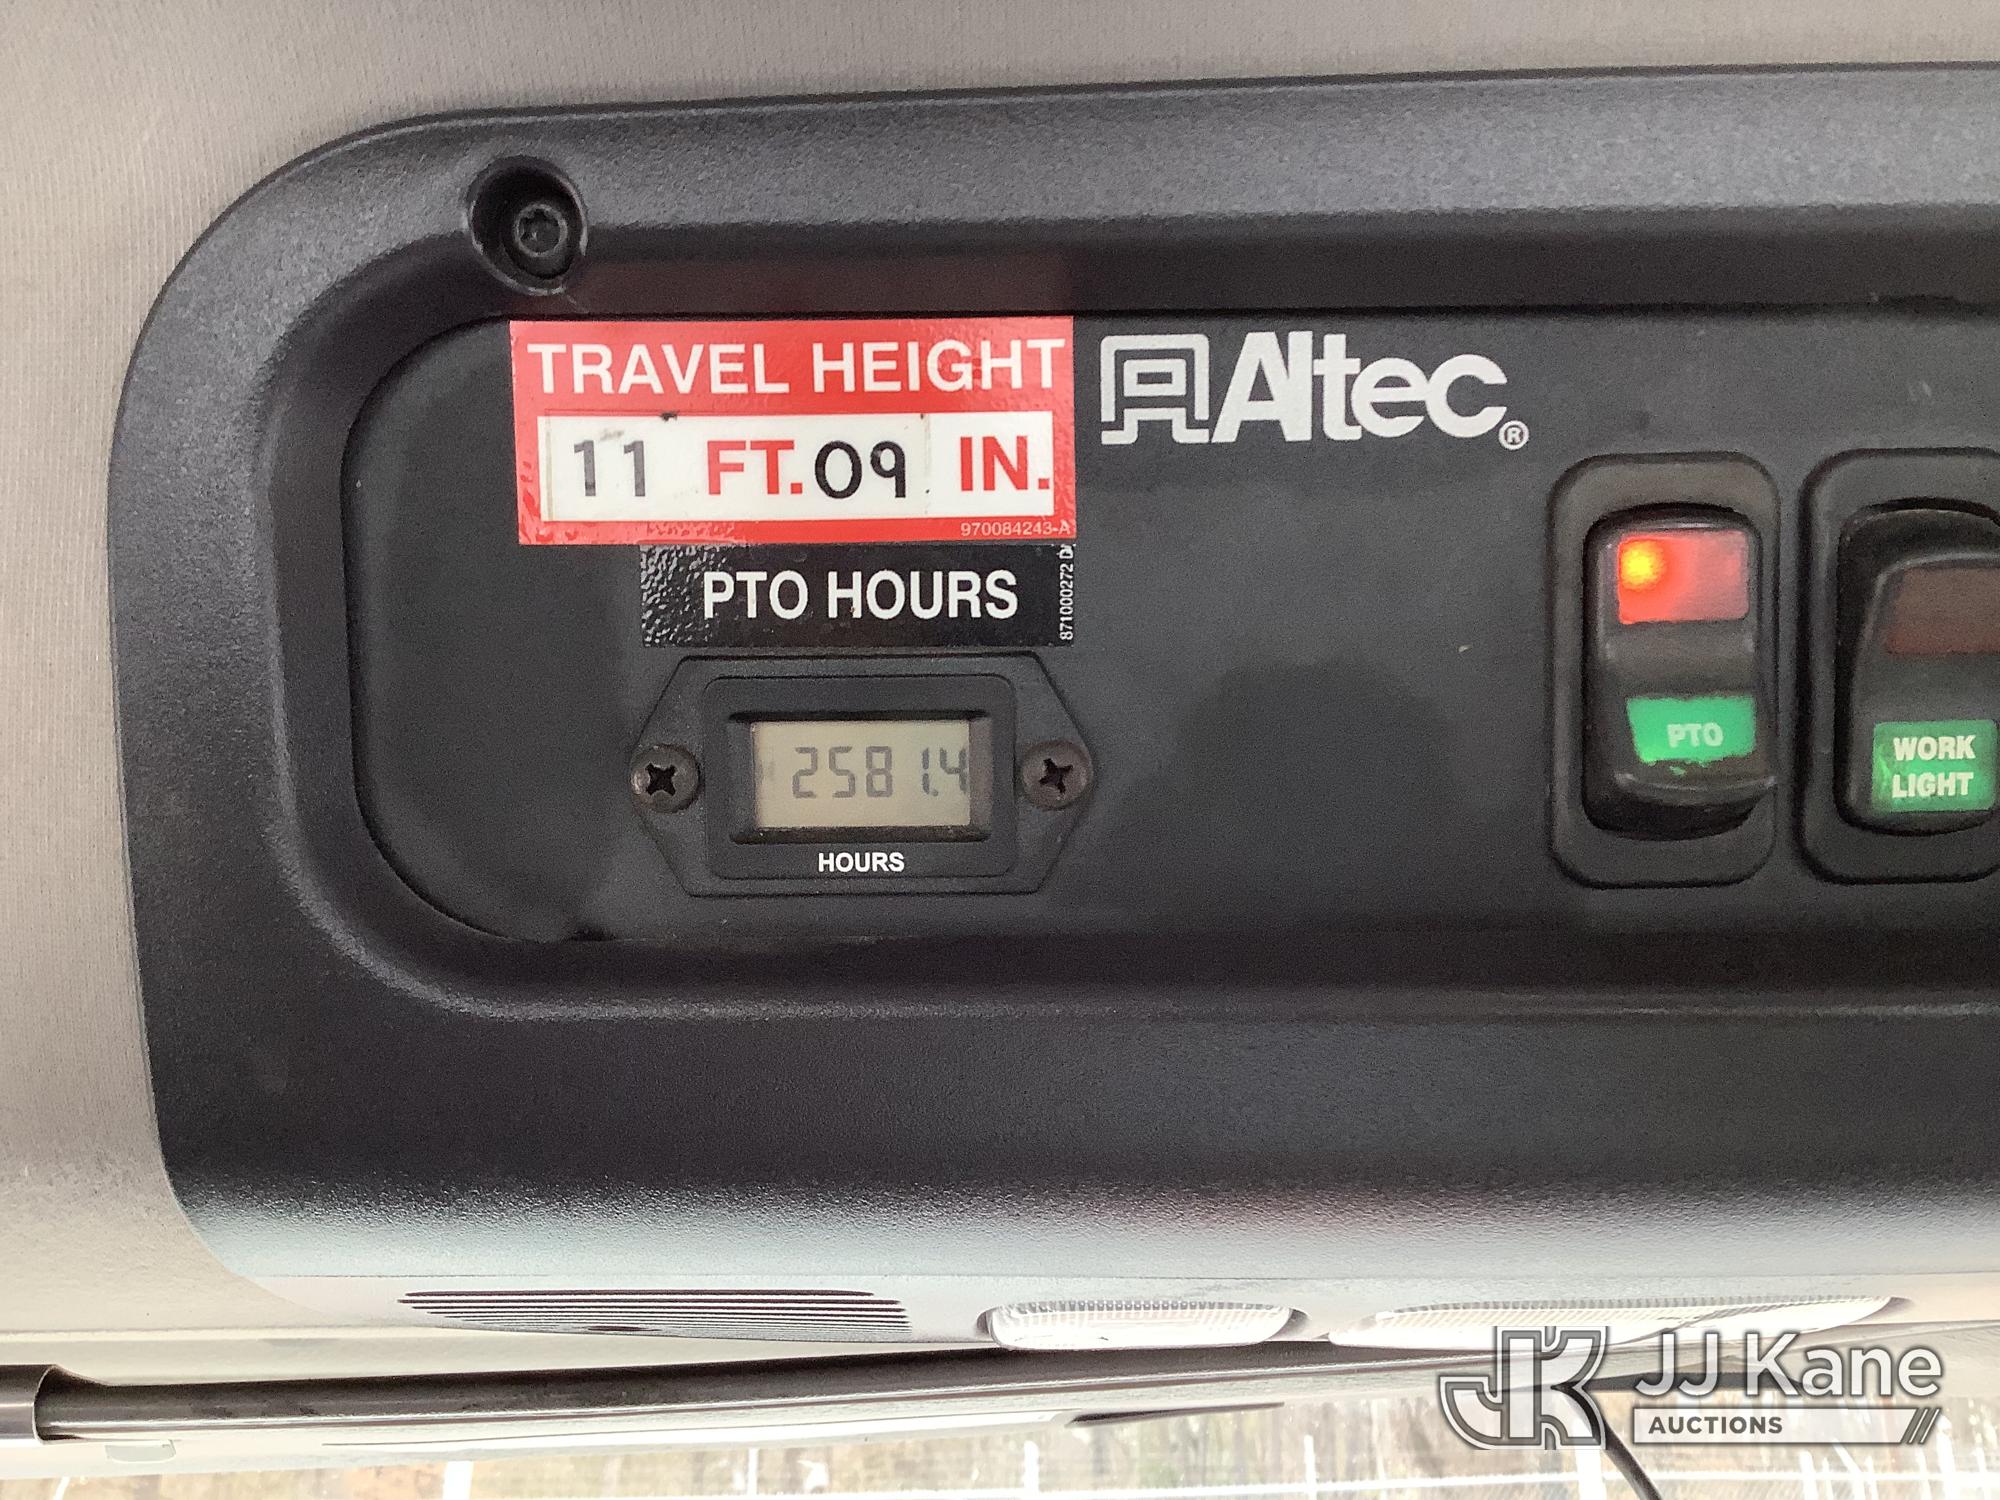 TRAVEL HEIGHT
11 FT. 09 IN.
970084243-A
Altec®
PTO HOURS
871000272 D
2581.4
HOURS
PTO
WORK
LIGHT
JJ Kane
AUCTIONS